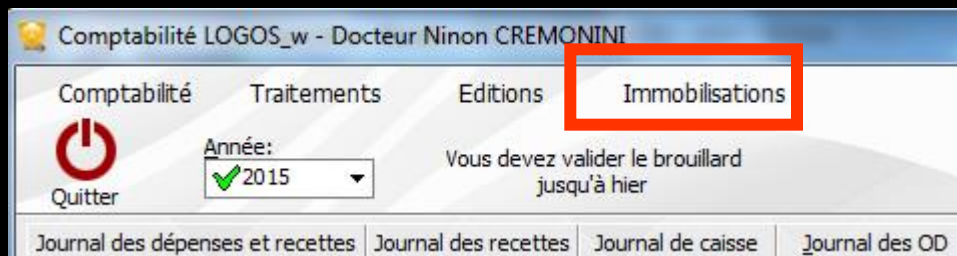 Comptabilité LOGOS_w - Docteur Ninon CREMONINI
Comptabilité Traitements Editions Immobilisations
Année:
2015
Vous devez valider le brouillard
jusqu'à hier
Quitter
Journal des dépenses et recettes Journal des recettes Journal de caisse Journal des OD